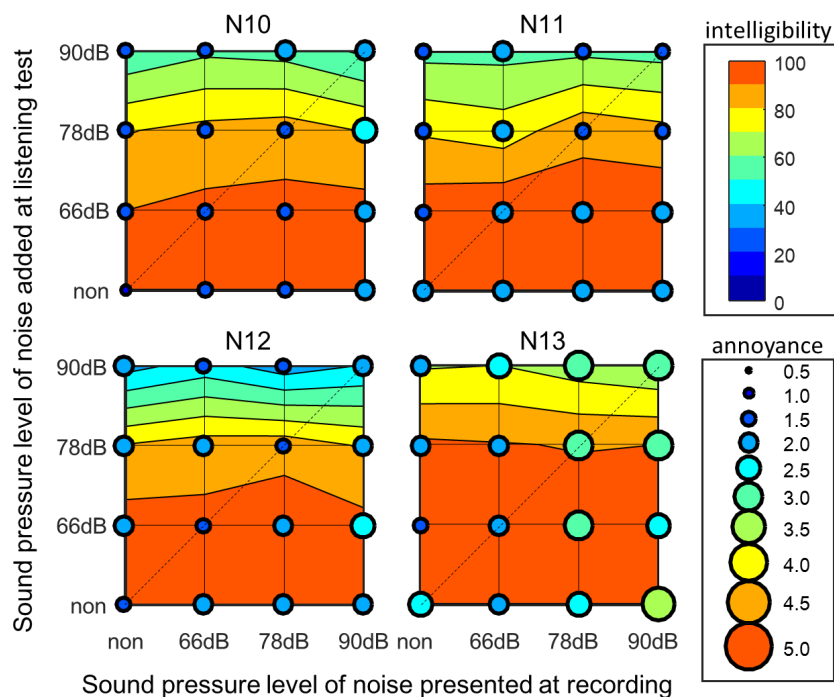 N10
N11
90dB
78dB
66dB
non
intelligibility
100
80
60
40
20
0
N12
N13
90dB
78dB
66dB
non
non
66dB
78dB
90dB
non
66dB
78dB
90dB
annoyance
0.5
1.0
1.5
2.0
2.5
3.0
3.5
4.0
4.5
5.0
Sound pressure level of noise added at listening test
Sound pressure level of noise presented at recording